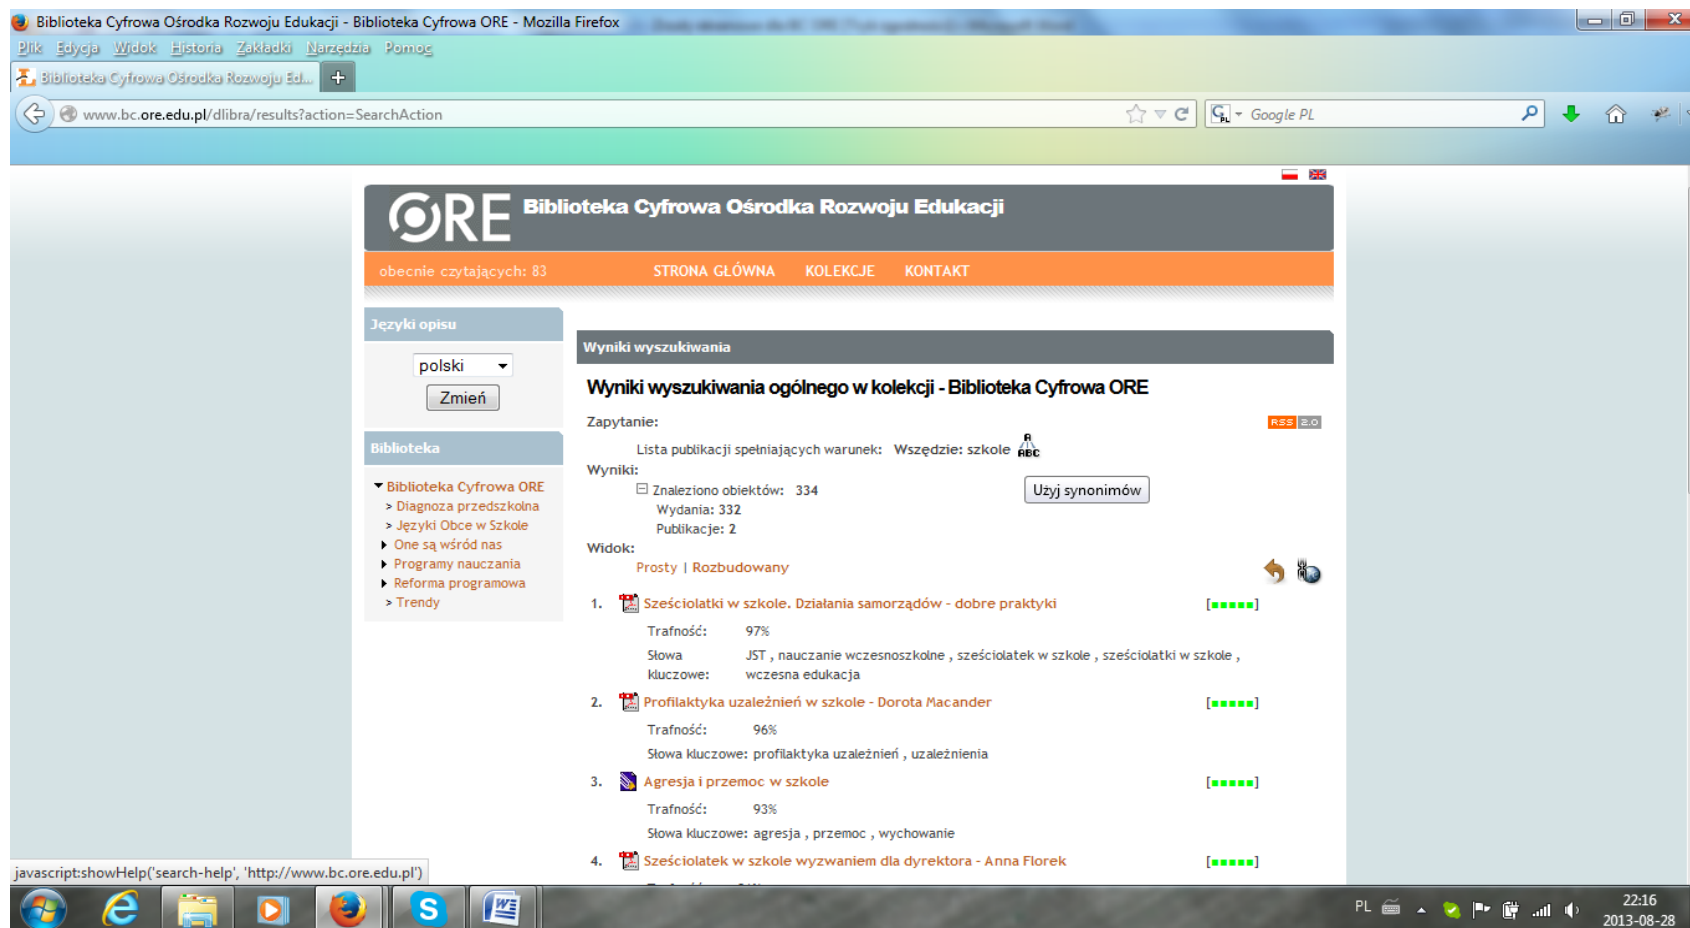 Biblioteka Cyfrowa Ośrodka Rozwoju Edukacji - Biblioteka Cyfrowa ORE - Mozilla Firefox
Plik Edycja Widok Historia Zakładki Narzędzia Pomoc
Biblioteka Cyfrowa Ośrodka Rozwoju Ed...
www.bc.ore.edu.pl/dlibra/results?action=SearchAction
Google PL
ORE Biblioteka Cyfrowa Ośrodka Rozwoju Edukacji
obecnie czytających: 83 STRONA GŁÓWNA KOLEKCJE KONTAKT
Języki opisu
polski
Zmień
Biblioteka
Biblioteka Cyfrowa ORE
> Diagnoza przedszkolna
> Języki Obce w Szkole
One są wśród nas
Programy nauczania
Reforma programowa
> Trendy
Wyniki wyszukiwania
Wyniki wyszukiwania ogólnego w kolekcji - Biblioteka Cyfrowa ORE
Zapytanie:
RSS 2.0
Lista publikacji spełniających warunek: Wszędzie: szkole
A
ABC
Wyniki:
Znaleziono obiektów: 334
Użyj synonimów
Wydania: 332
Publikacje: 2
Widok:
Prosty | Rozbudowany
1. Sześciolatki w szkole. Działania samorządów - dobre praktyki
Trafność: 97%
Słowa kluczowe: JST , nauczanie wczesnoszkolne , sześciolatek w szkole , sześciolatki w szkole ,
wczesna edukacja
2. Profilaktyka uzależnień w szkole - Dorota Macander
Trafność: 96%
Słowa kluczowe: profilaktyka uzależnień , uzależnienia
3. Agresja i przemoc w szkole
Trafność: 93%
Słowa kluczowe: agresja , przemoc , wychowanie
4. Sześciolatek w szkole wyzwaniem dla dyrektora - Anna Florek
javascript:showHelp('search-help', 'http://www.bc.ore.edu.pl')
PL
22:16
2013-08-28